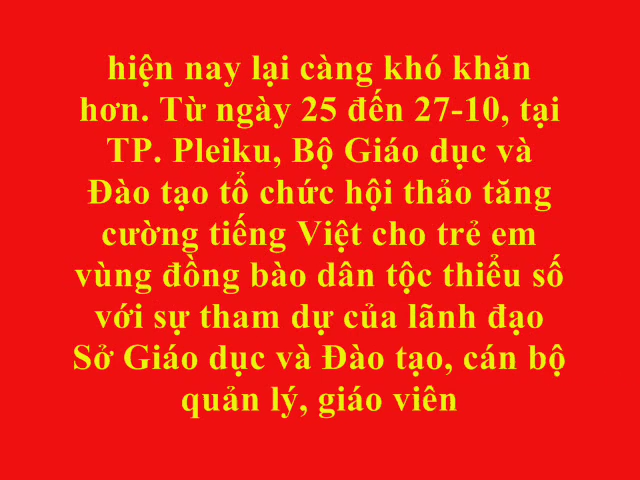 hiện nay lại càng khó khăn
hơn. Từ ngày 25 đến 27-10, tại
TP. Pleiku, Bộ Giáo dục và
Đào tạo tổ chức hội thảo tăng
cường tiếng Việt cho trẻ em
vùng đồng bào dân tộc thiểu số
với sự tham dự của lãnh đạo
Sở Giáo dục và Đào tạo, cán bộ
quản lý, giáo viên